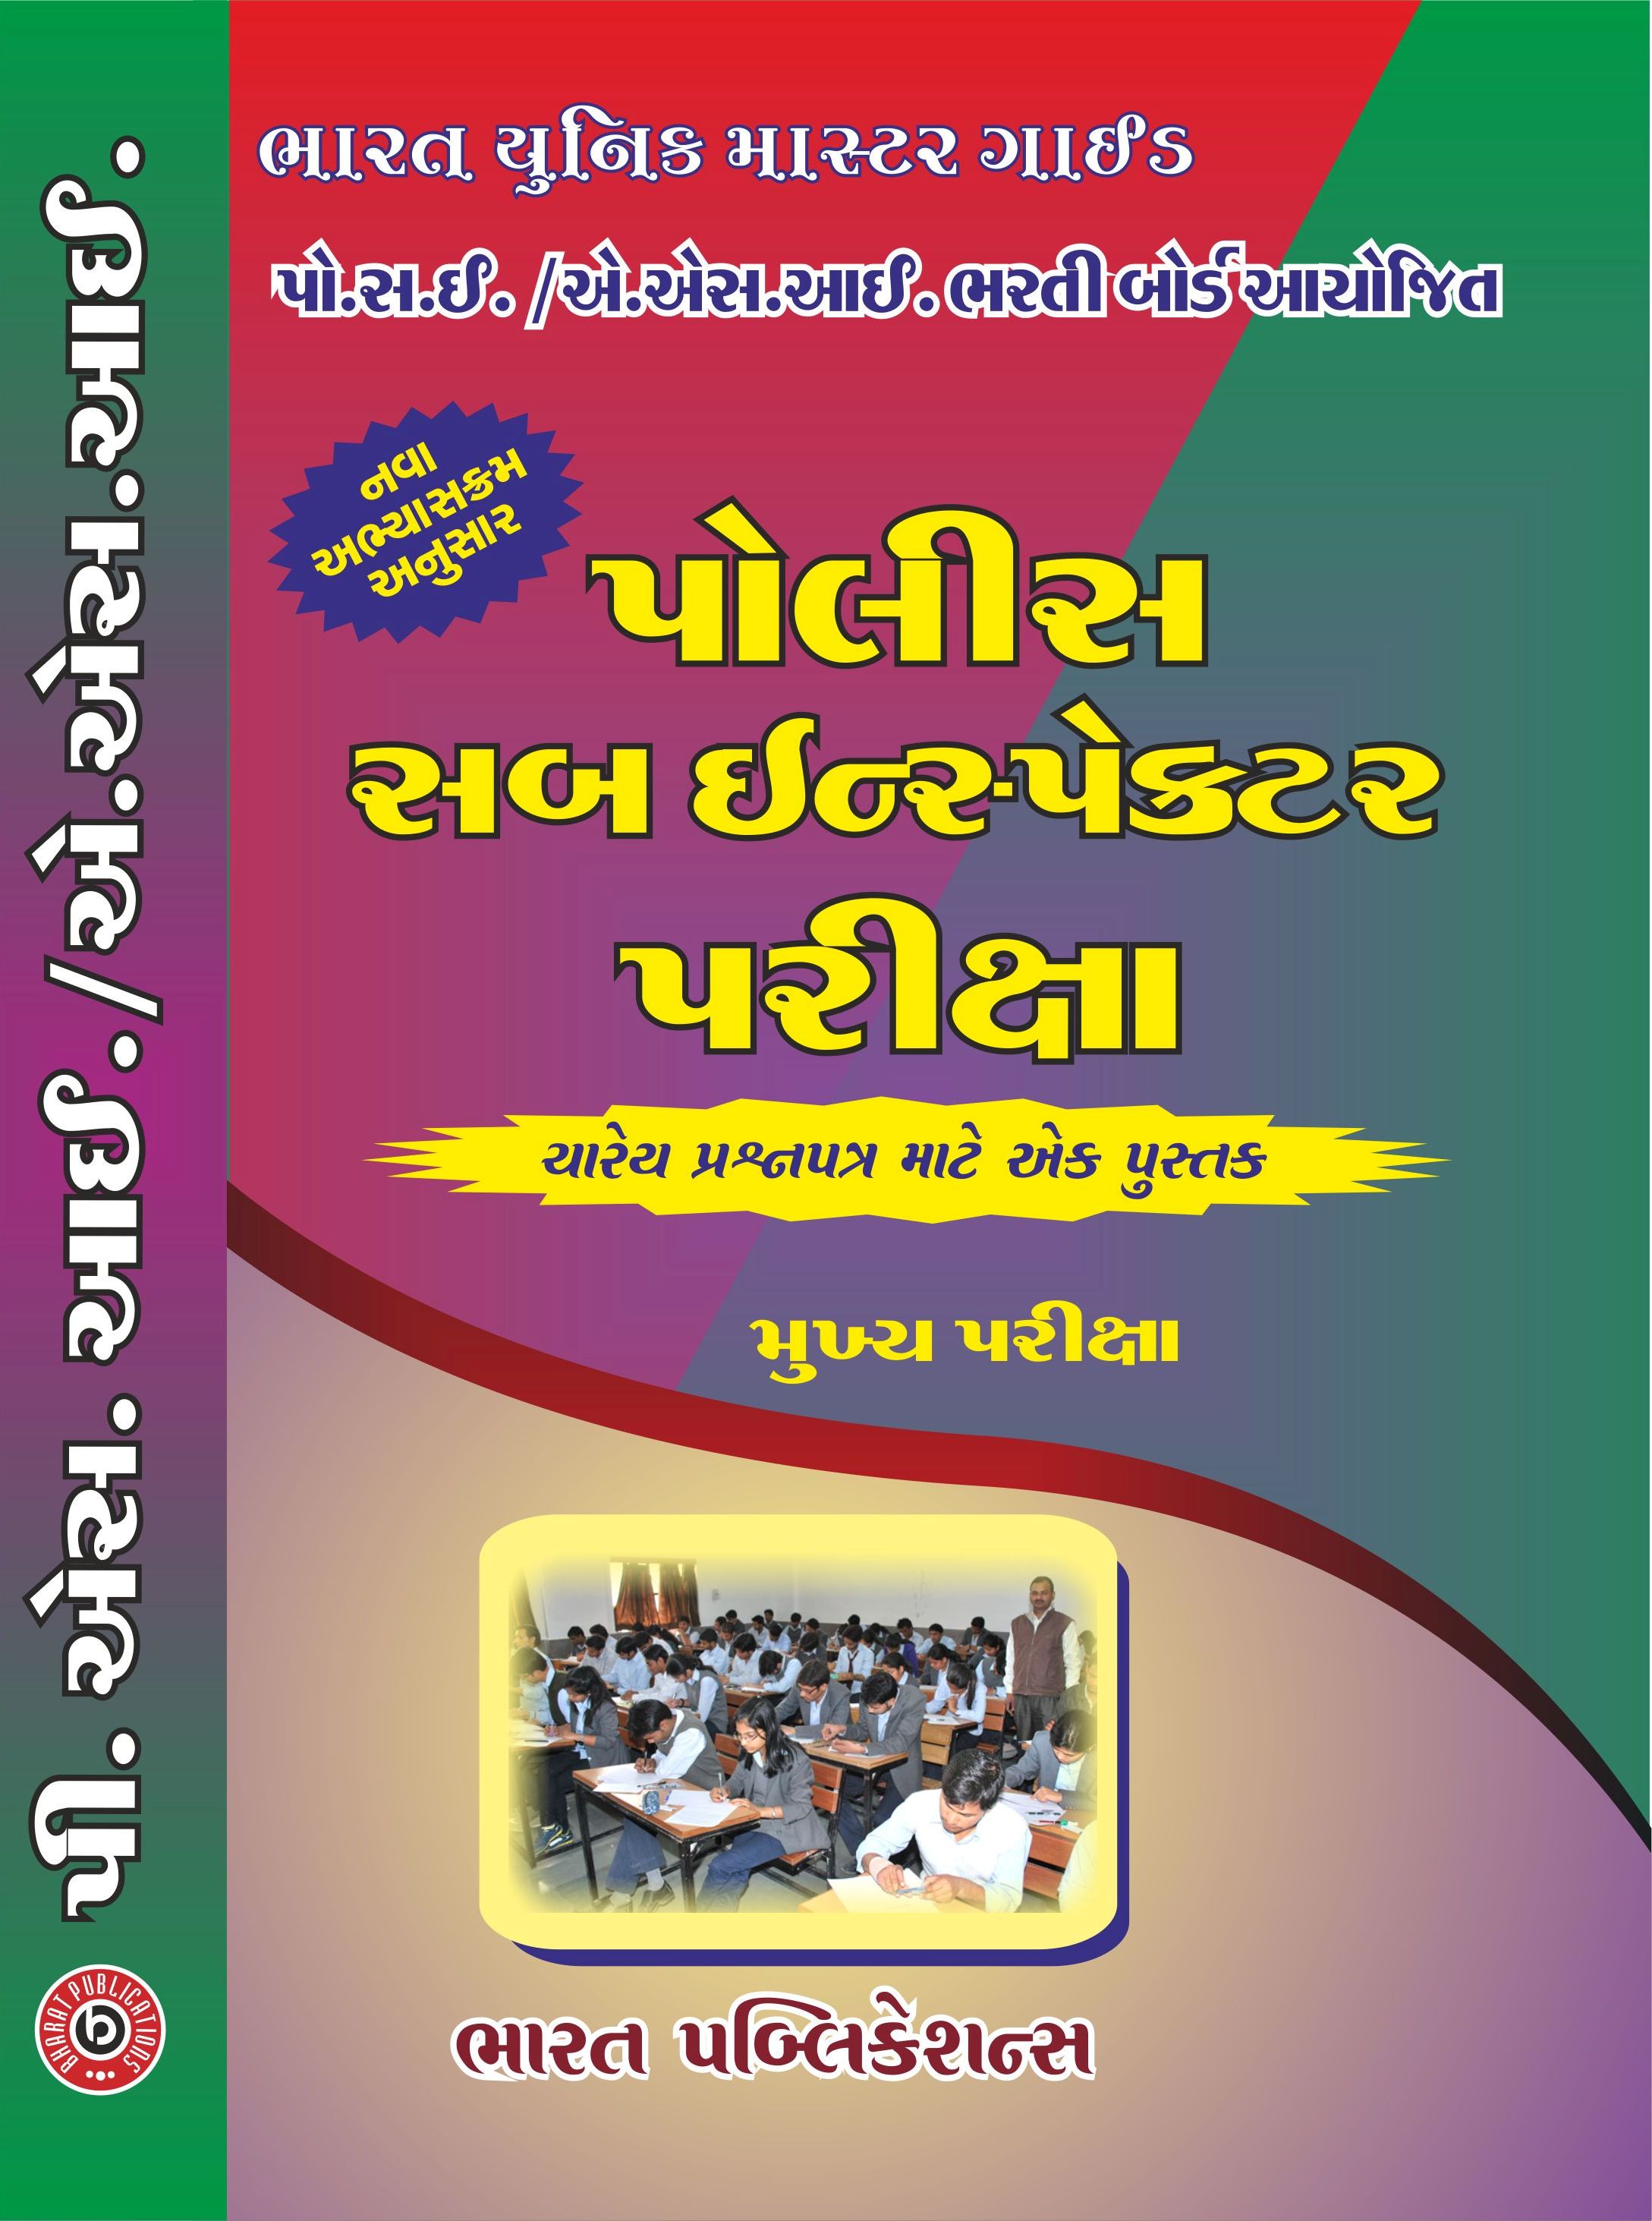 ભારત યુનિક માસ્ટર ગાઈડ
પો.સ.ઈ. /એ.એસ.આઈ. ભરતી બોર્ડ આયોજિત
નવા
અભ્યાસક્રમ
અનુસાર
પોલીસ
સબ ઇન્સ્પેક્ટર
પરીક્ષા
ચારેય પ્રશ્નપત્ર માટે એક પુસ્તક
મુખ્ય પરીક્ષા
ભારત પબ્લિકેશન્સ
પી. એસ. આઈ. /એ.એસ.આઈ.
BHARAT PUBLICATIONS